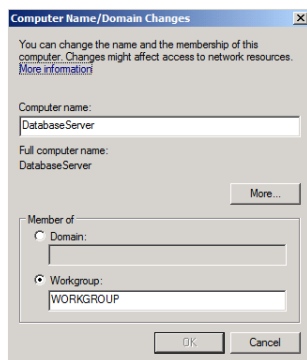 Computer Name/Domain Changes
You can change the name and the membership of this
computer. Changes might affect access to network resources.
More information
Computer name:
DatabaseServer
Full computer name:
DatabaseServer
More...
Member of
Domain:
Workgroup:
WORKGROUP
OK
Cancel